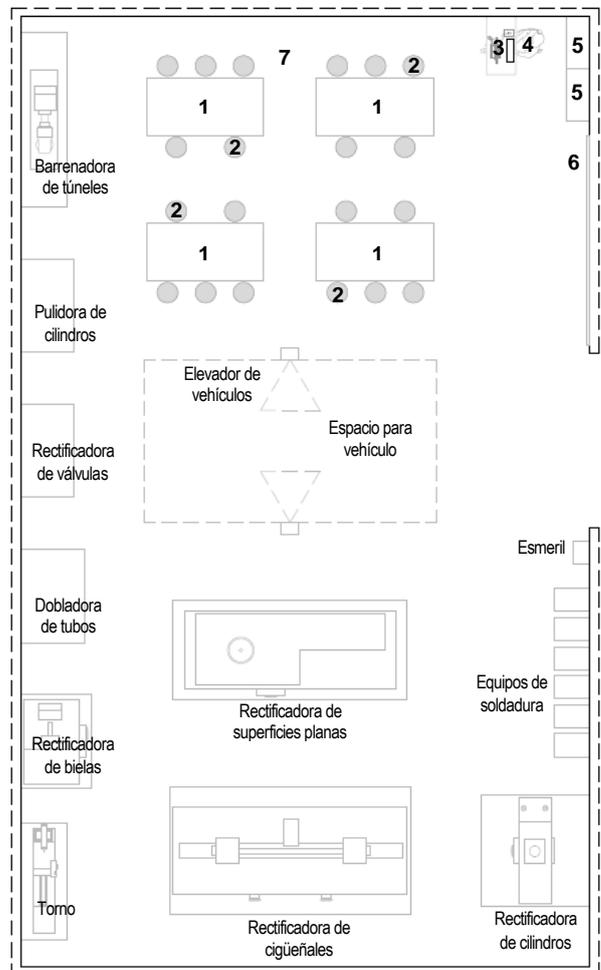 3 4 5
7
2
1 1
5
2
6
Barrenadora
de túneles
2
1 1
2
Pulidora de
cilindros
Elevador de
vehículos
Espacio para
vehículo
Rectificadora
de válvulas
Esmeril
Dobladora
de tubos
Equipos de
soldadura
Rectificadora de
superficies planas
Rectificadora
de bielas
Torno
Rectificadora de
cigüeñales
Rectificadora
de cilindros